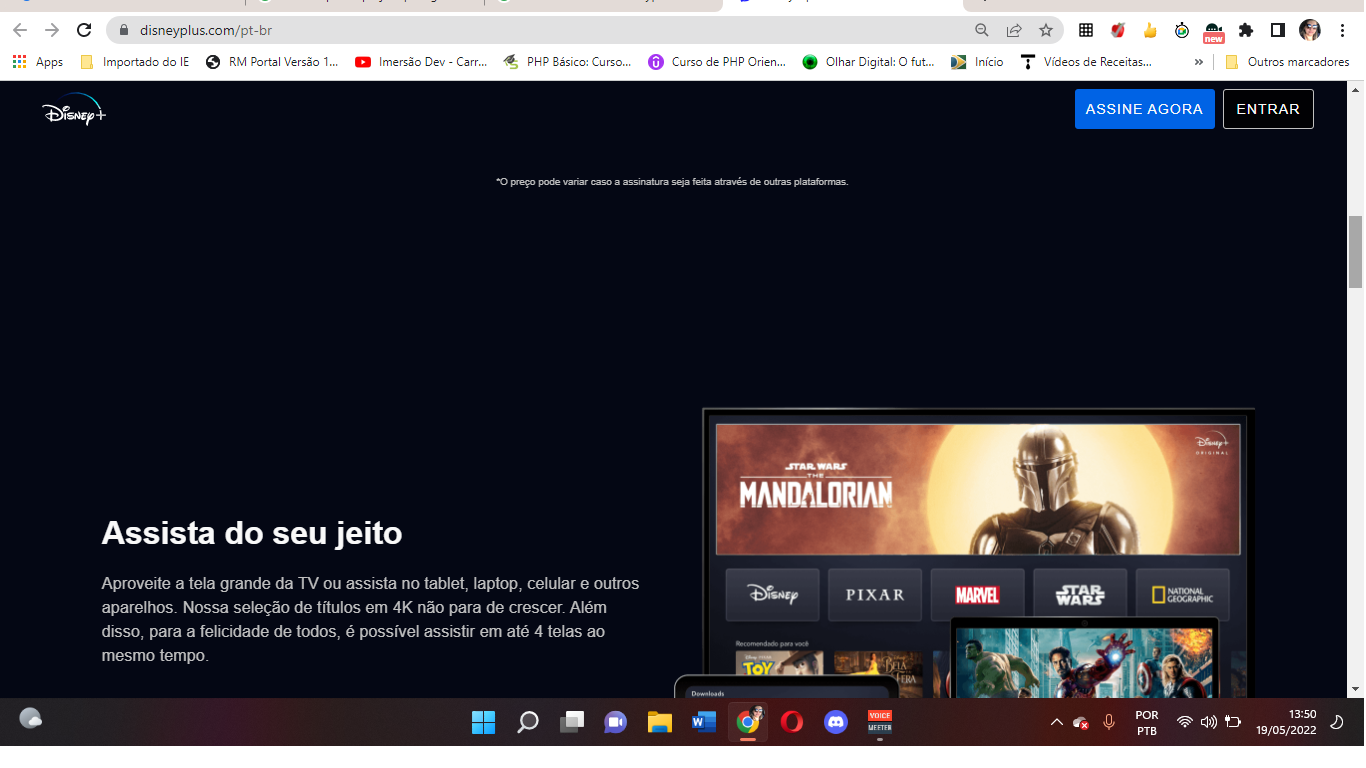 disneyplus.com/pt-br
new
Apps
Importado do IE
RM Portal Versão 1...
Imersão Dev - Carr...
PHP Básico: Curso...
Curso de PHP Orien...
Olhar Digital: O fut...
Início
Vídeos de Receitas...
»
Outros marcadores
Disney+
ASSINE AGORA
ENTRAR
*O preço pode variar caso a assinatura seja feita através de outras plataformas.
Disney+
ORIGINAL
STAR WARS
THE
MANDALORIAN
Assista do seu jeito
Aproveite a tela grande da TV ou assista no tablet, laptop, celular e outros
aparelhos. Nossa seleção de títulos em 4K não para de crescer. Além
disso, para a felicidade de todos, é possível assistir em até 4 telas ao
mesmo tempo.
Disney
PIXAR
MARVEL
STAR
WARS
NATIONAL
GEOGRAPHIC
Recomendado para você
TOY
BELA
FERA
Downloads
VOICE
MEETER
POR
PTB
13:50
19/05/2022